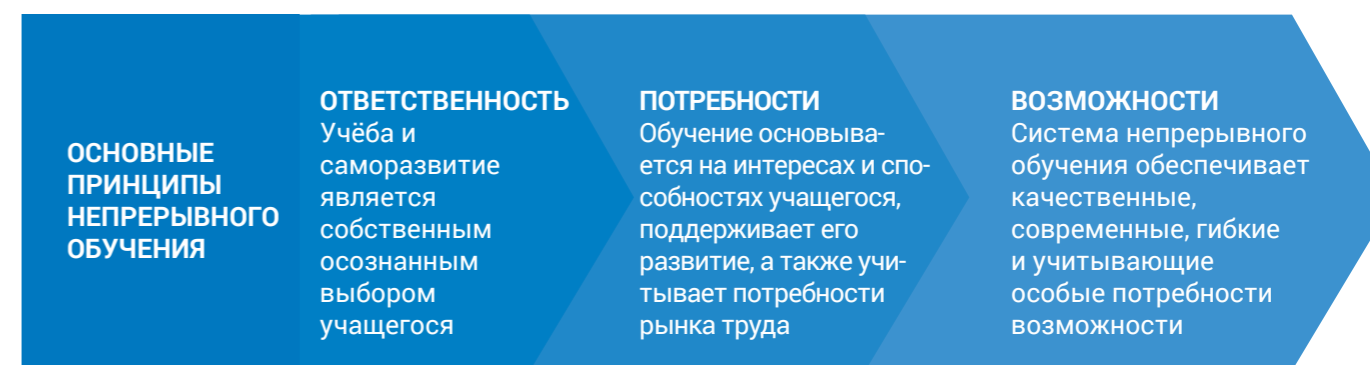 ОСНОВНЫЕ
ПРИНЦИПЫ
НЕПРЕРЫВНОГО
ОБУЧЕНИЯ
ОТВЕТСТВЕННОСТЬ
Учёба и
саморазвитие
является
собственным
осознанным
выбором
учащегося
ПОТРЕБНОСТИ
Обучение основыва-
ется на интересах и спо-
собностях учащегося,
поддерживает его
развитие, а также учи-
тывает потребности
рынка труда
ВОЗМОЖНОСТИ
Система непрерывного
обучения обеспечивает
качественные,
современные, гибкие
и учитывающие
особые потребности
возможности